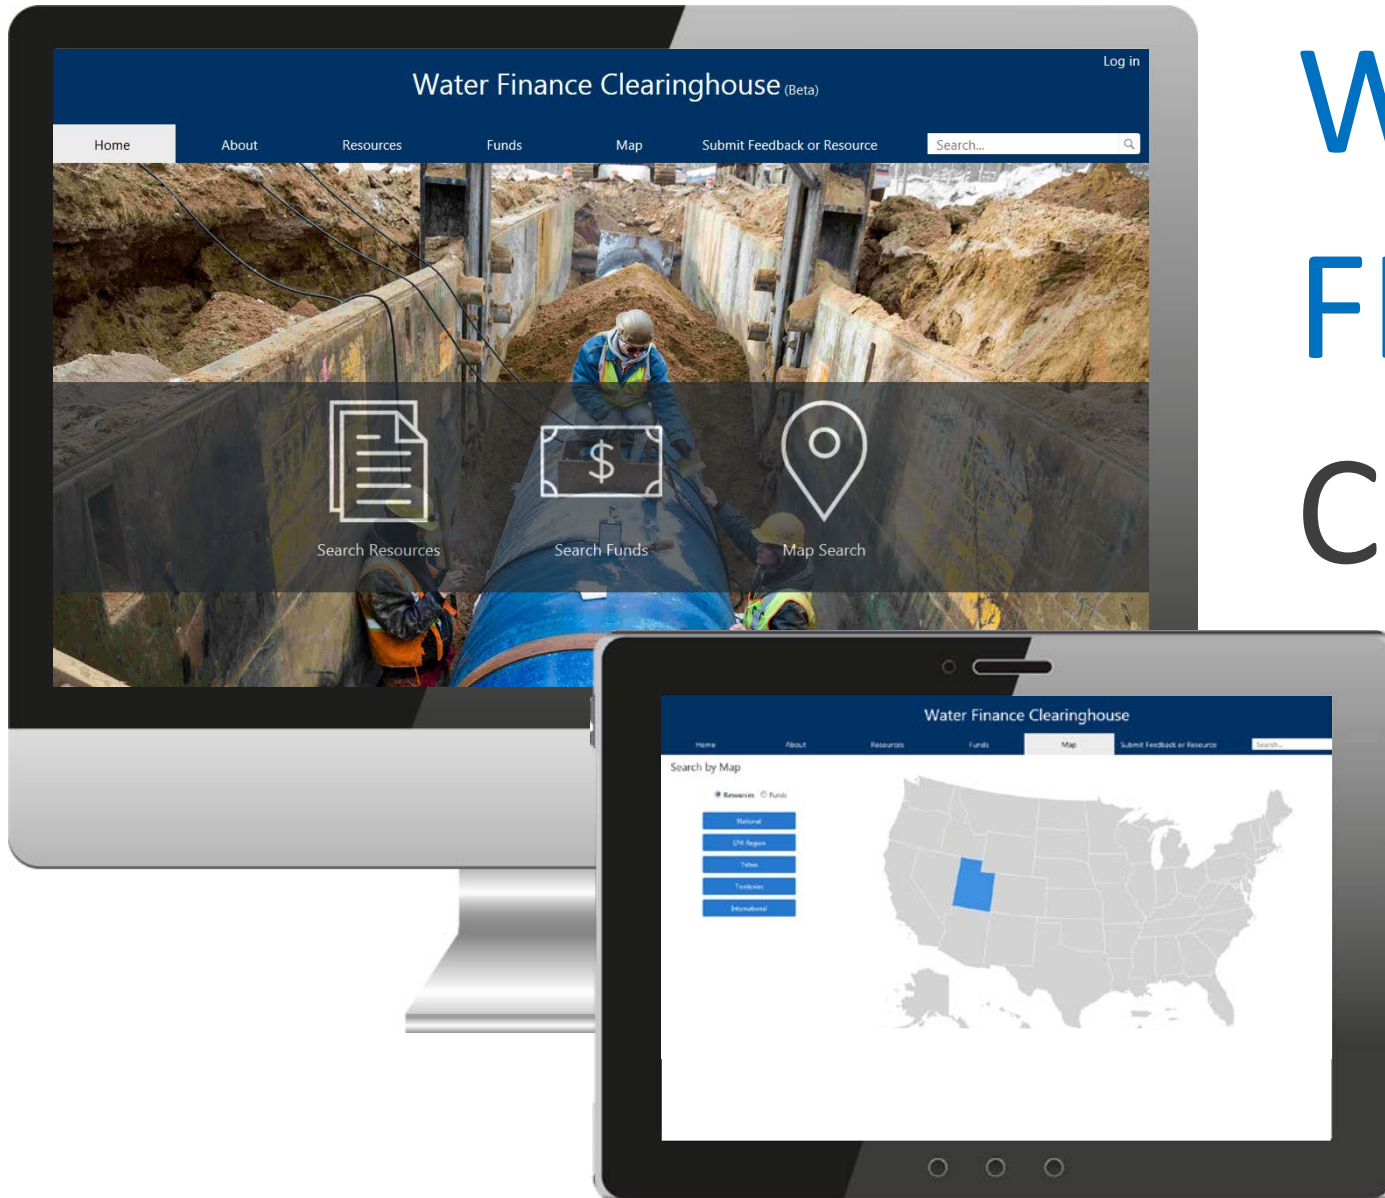 Log in
Water Finance Clearinghouse (Beta)
Home About Resources Funds Map Submit Feedback or Resource Search...
$
Search Resources Search Funds Map Search
W
F
C
Water Finance Clearinghouse
Home About Resources Funds Map Submit Feedback or Resource Search...
Search by Map
Resources Funds
National
EPA Region
Tribes
Territories
International